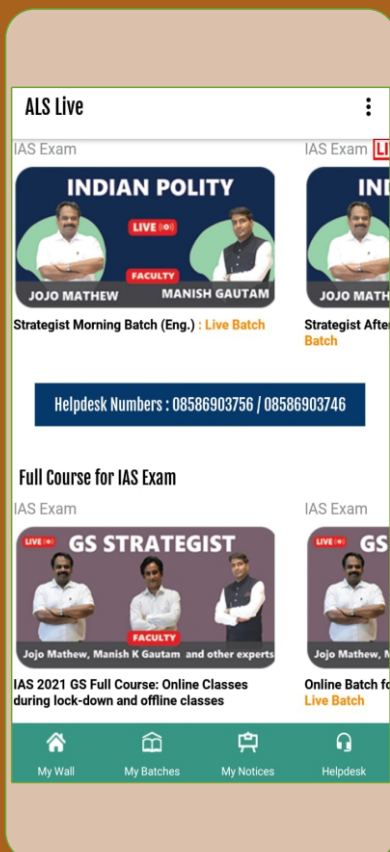 ALS Live
IAS Exam
INDIAN POLITY
LIVE
FACULTY
JOJO MATHEW
MANISH GAUTAM
Strategist Morning Batch (Eng.) : Live Batch
IAS Exam
Batch
Helpdesk Numbers : 08586903756 / 08586903746
Full Course for IAS Exam
IAS Exam
LIVE
GS STRATEGIST
FACULTY
Jojo Mathew, Manish K Gautam and other experts
IAS 2021 GS Full Course: Online Classes
during lock-down and offline classes
IAS Exam
LIVE
GS
Online Batch
Live Batch
My Wall
My Batches
My Notices
Helpdesk